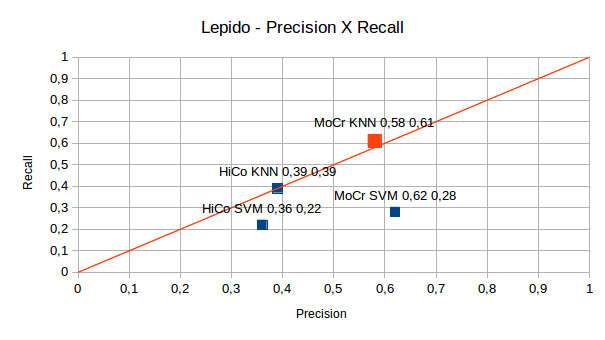 Lepido - Precision X Recall
1
0,9
0,8
0,7
0,6
0,5
0,4
0,3
0,2
0,1
0
Recall
MoCr KNN 0,58 0,61
HiCo KNN 0,39 0,39
MoCr SVM 0,62 0,28
HiCo SVM 0,36 0,22
0 0,1 0,2 0,3 0,4 0,5 0,6 0,7 0,8 0,9 1
Precision